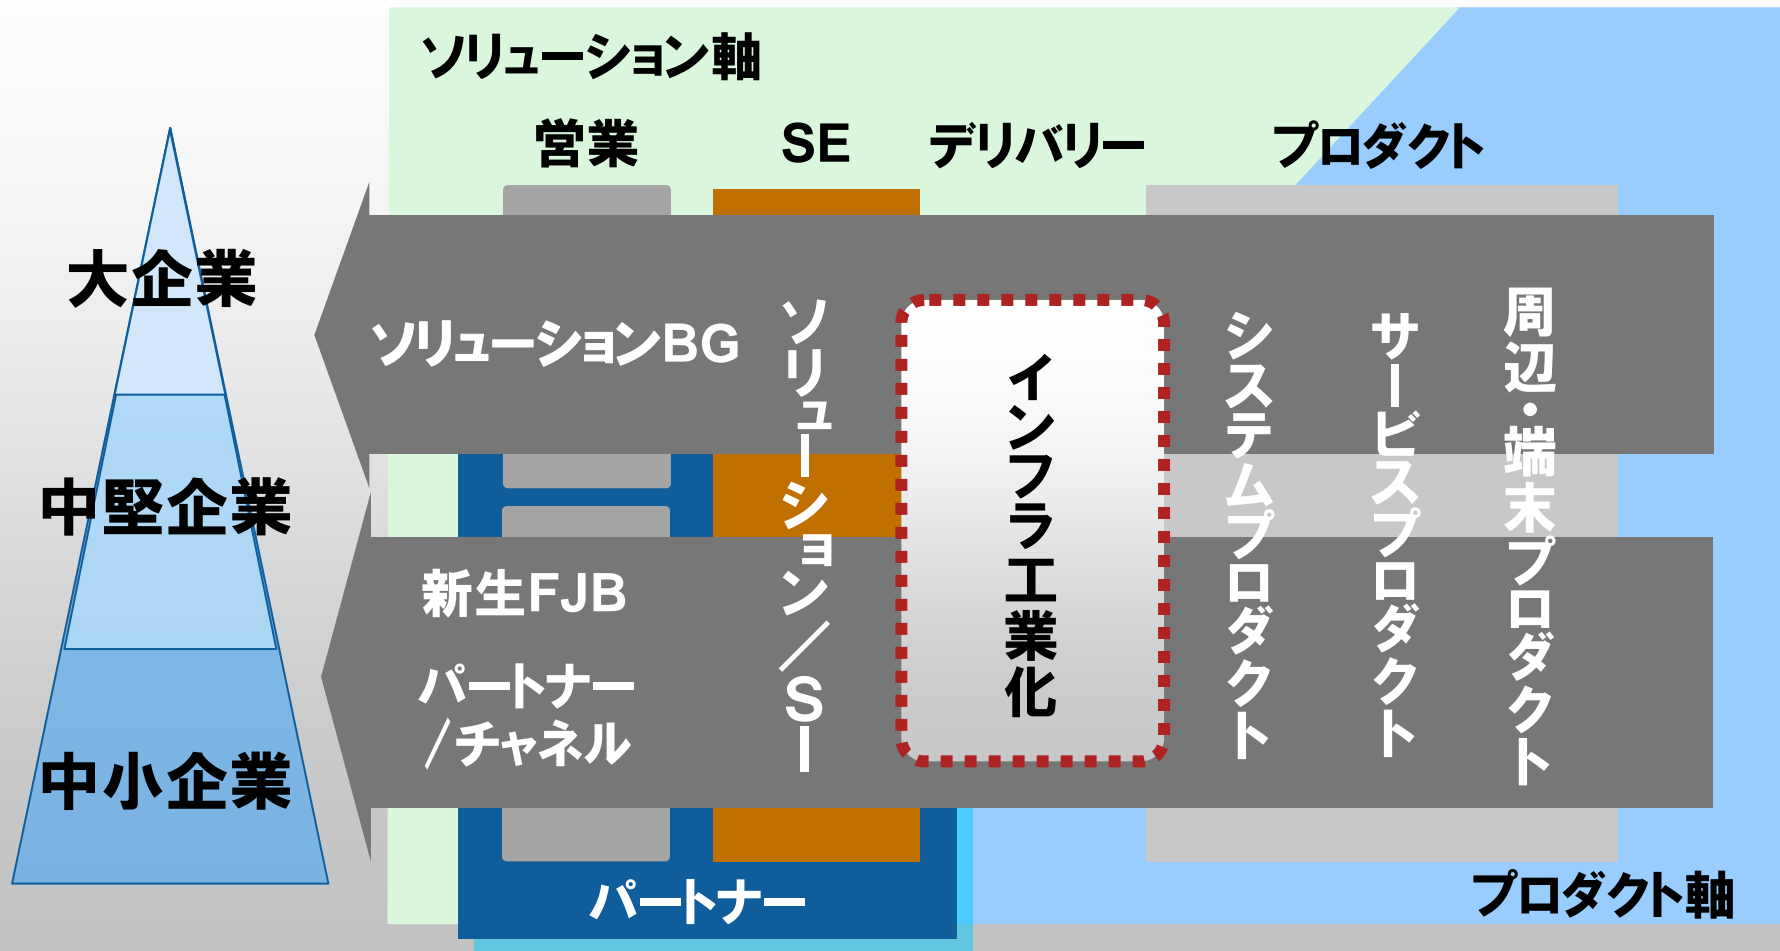 ソリューション軸
営業
SE
デリバリー
プロダクト
大企業
中堅企業
中小企業
ソリューションBG
新生FJB
パートナー
/チャネル
ソリューション／SI
インフラ工業化
システムプロダクト
サービスプロダクト
周辺・端末プロダクト
パートナー
プロダクト軸